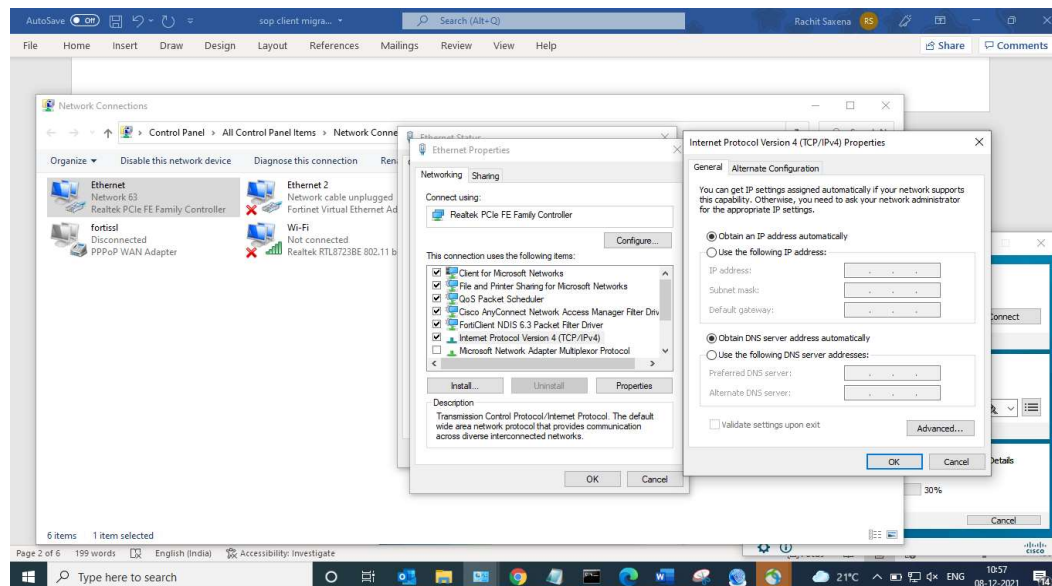 AutoSave Off sop client migra... Search (Alt+Q) Rachit Saxena RS
File Home Insert Draw Design Layout References Mailings Review View Help Share Comments
Network Connections
Control Panel > All Control Panel Items > Network Conne
Organize Disable this network device Diagnose this connection Ren
Ethernet
Network 63
Realtek PCIe FE Family Controller
Ethernet 2
Network cable unplugged
Fortinet Virtual Ethernet Ad
fortissl
Disconnected
PPPoP WAN Adapter
Wi-Fi
Not connected
Realtek RTL8723BE 802.11 b
6 items 1 item selected
Ethernet Status
Ethernet Properties
Networking Sharing
Connect using:
Realtek PCIe FE Family Controller
Configure...
This connection uses the following items:
Client for Microsoft Networks
File and Printer Sharing for Microsoft Networks
QoS Packet Scheduler
Cisco AnyConnect Network Access Manager Filter Driv
FortiClient NDIS 6.3 Packet Filter Driver
Internet Protocol Version 4 (TCP/IPv4)
Microsoft Network Adapter Multiplexor Protocol
Install... Uninstall Properties
Description
Transmission Control Protocol/Internet Protocol. The default
wide area network protocol that provides communication
across diverse interconnected networks.
OK Cancel
Internet Protocol Version 4 (TCP/IPv4) Properties
General Alternate Configuration
You can get IP settings assigned automatically if your network supports
this capability. Otherwise, you need to ask your network administrator
for the appropriate IP settings.
Obtain an IP address automatically
Use the following IP address:
IP address:
Subnet mask:
Default gateway:
Obtain DNS server address automatically
Use the following DNS server addresses:
Preferred DNS server:
Alternate DNS server:
Validate settings upon exit
Advanced...
OK Cancel
Connect
Details
30%
Cancel
CISCO
Page 2 of 6 199 words English (India) Accessibility: Investigate
Type here to search 21°C ENG 10:57
08-12-2021